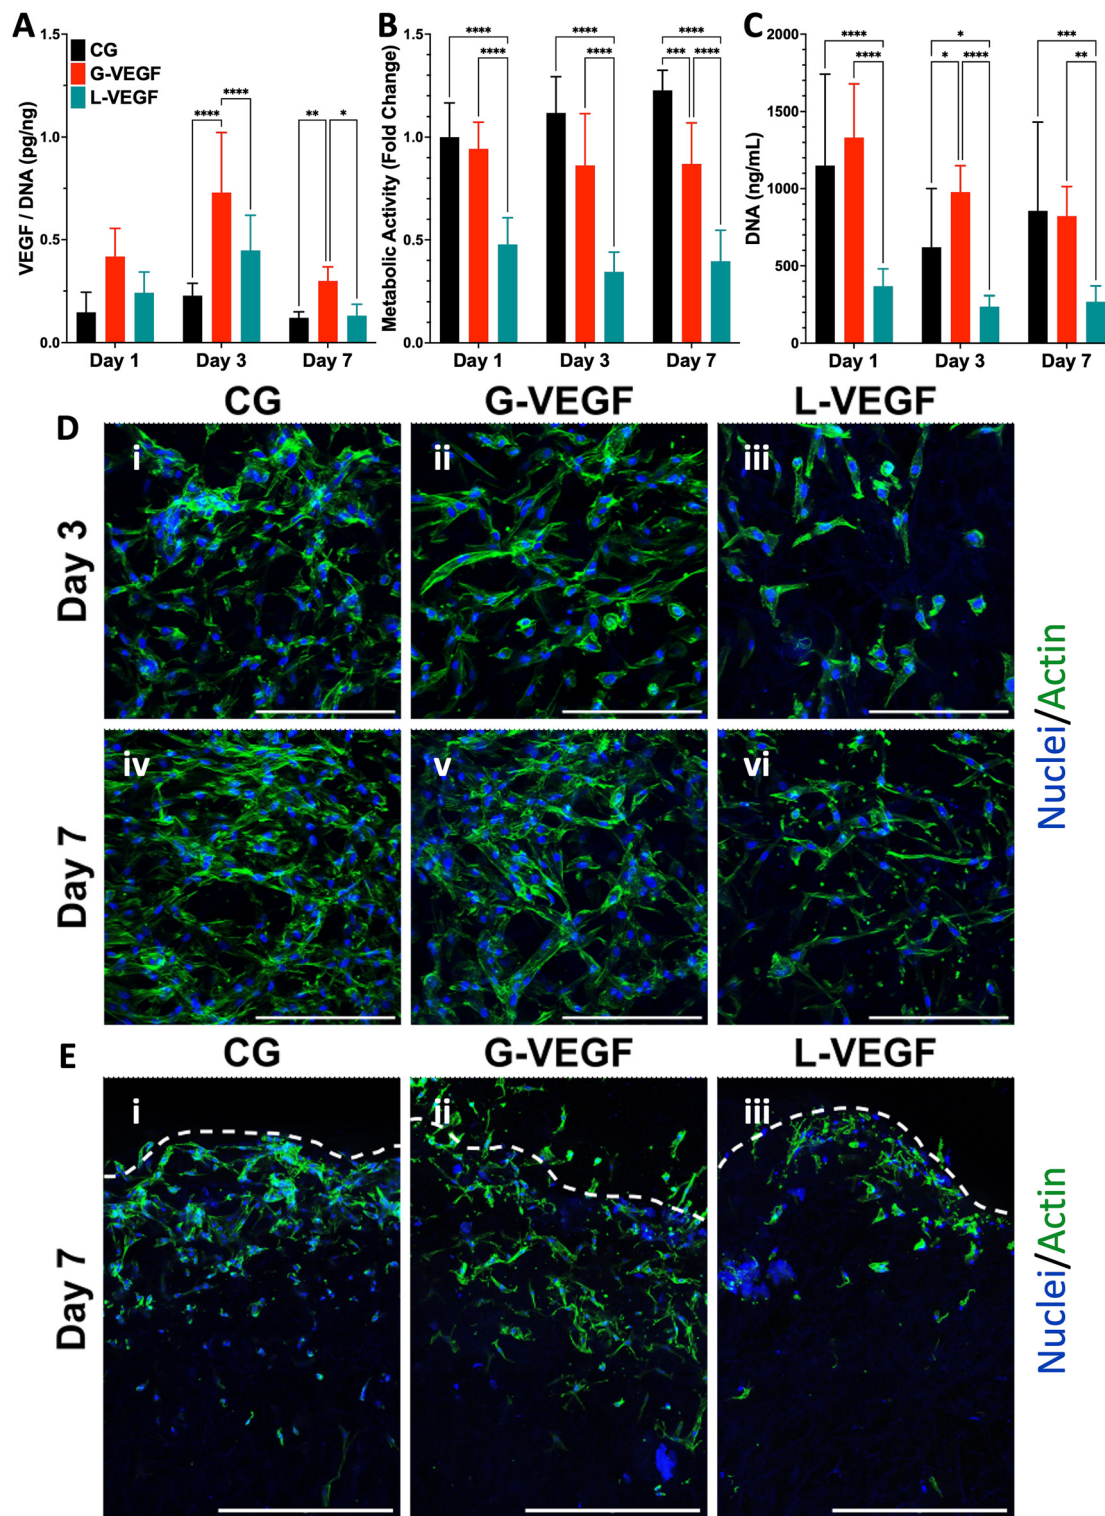 A
B
C
CG
G-VEGF
L-VEGF
VEGF / DNA (pg/ng)
1.5
1.0
0.5
0.0
**** **** ** *
Day 1 Day 3 Day 7
Metabolic Activity (Fold Change)
1.5
1.0
0.5
0.0
**** **** **** **** **** *** ****
Day 1 Day 3 Day 7
DNA (ng/mL)
2000
1500
1000
500
0
**** **** * * **** *** **
Day 1 Day 3 Day 7
CG G-VEGF L-VEGF
D
Day 3
i ii iii
Day 7
iv v vi
Nuclei/Actin
E
CG G-VEGF L-VEGF
Day 7
i ii iii
Nuclei/Actin